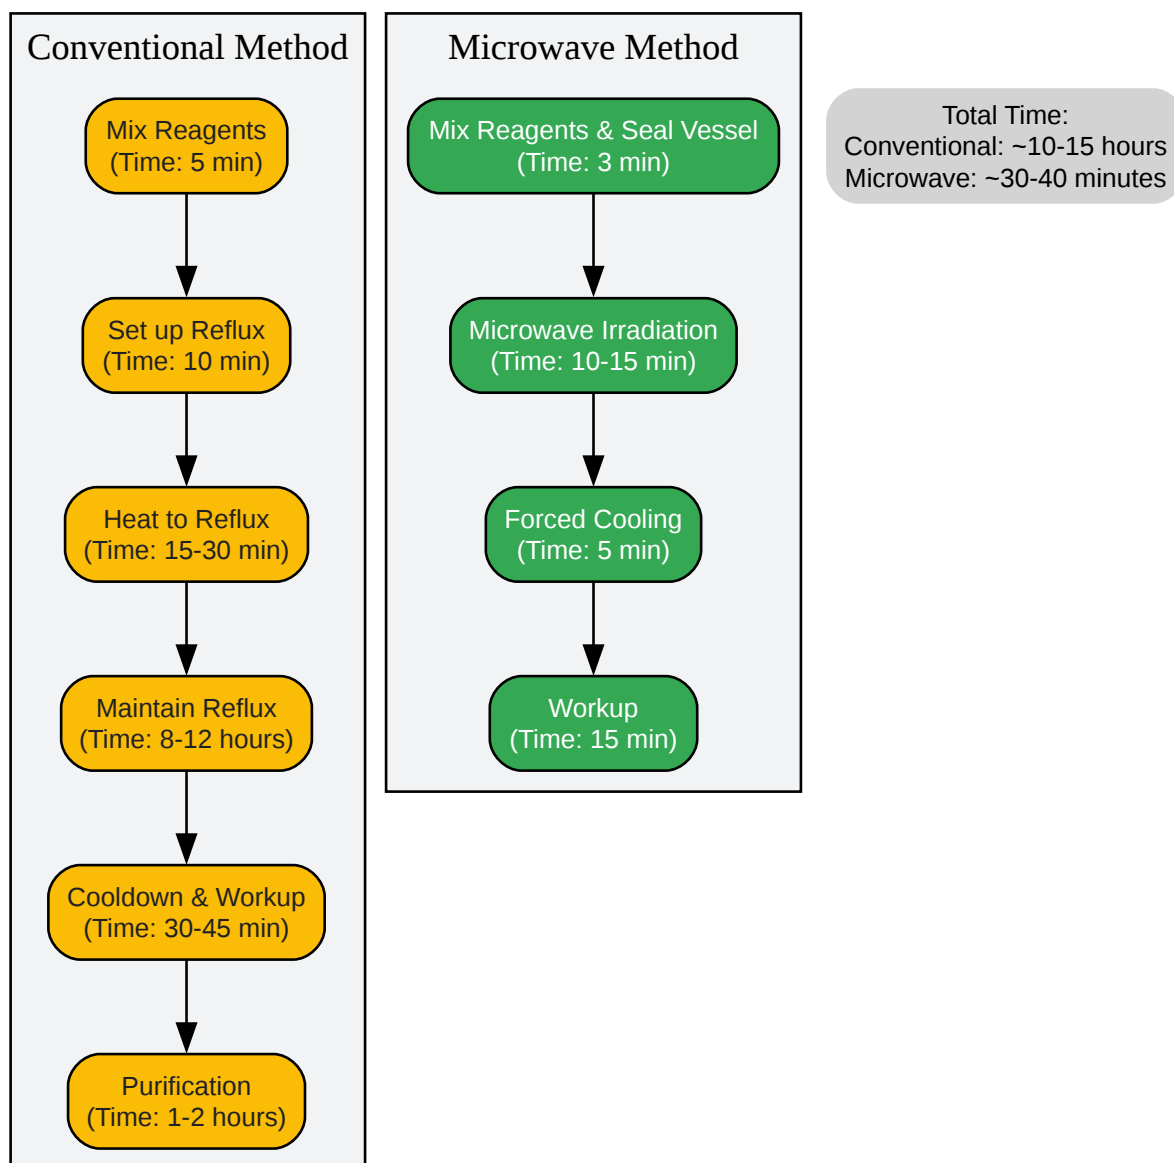 Conventional Method
Mix Reagents
(Time: 5 min)
Set up Reflux
(Time: 10 min)
Heat to Reflux
(Time: 15-30 min)
Maintain Reflux
(Time: 8-12 hours)
Cooldown & Workup
(Time: 30-45 min)
Purification
(Time: 1-2 hours)
Microwave Method
Mix Reagents & Seal Vessel
(Time: 3 min)
Microwave Irradiation
(Time: 10-15 min)
Forced Cooling
(Time: 5 min)
Workup
(Time: 15 min)
Total Time:
Conventional: ~10-15 hours
Microwave: ~30-40 minutes